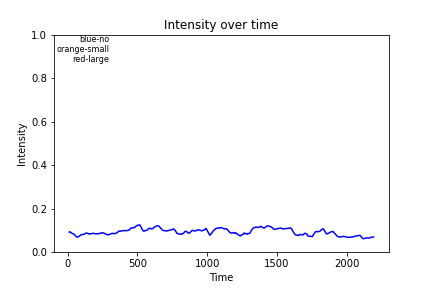 Intensity over time
blue-no
orange-small
red-large
1.0
0.8
0.6
0.4
0.2
0.0
Intensity
0 500 1000 1500 2000
Time